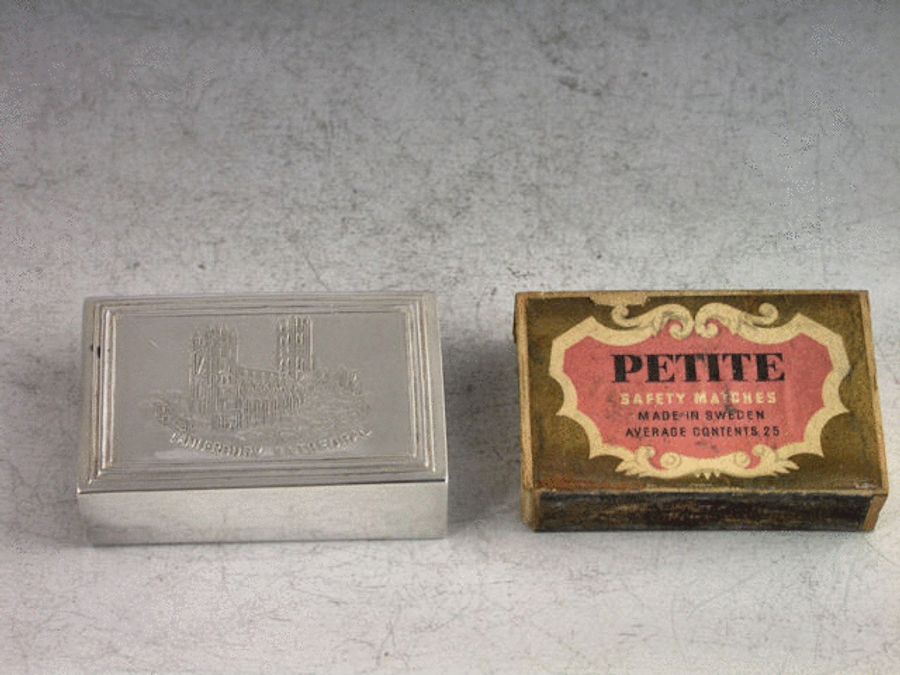 CANTERBURY CATHEDRAL
PETITE
SAFETY MATCHES
MADE IN SWEDEN
AVERAGE CONTENTS 25